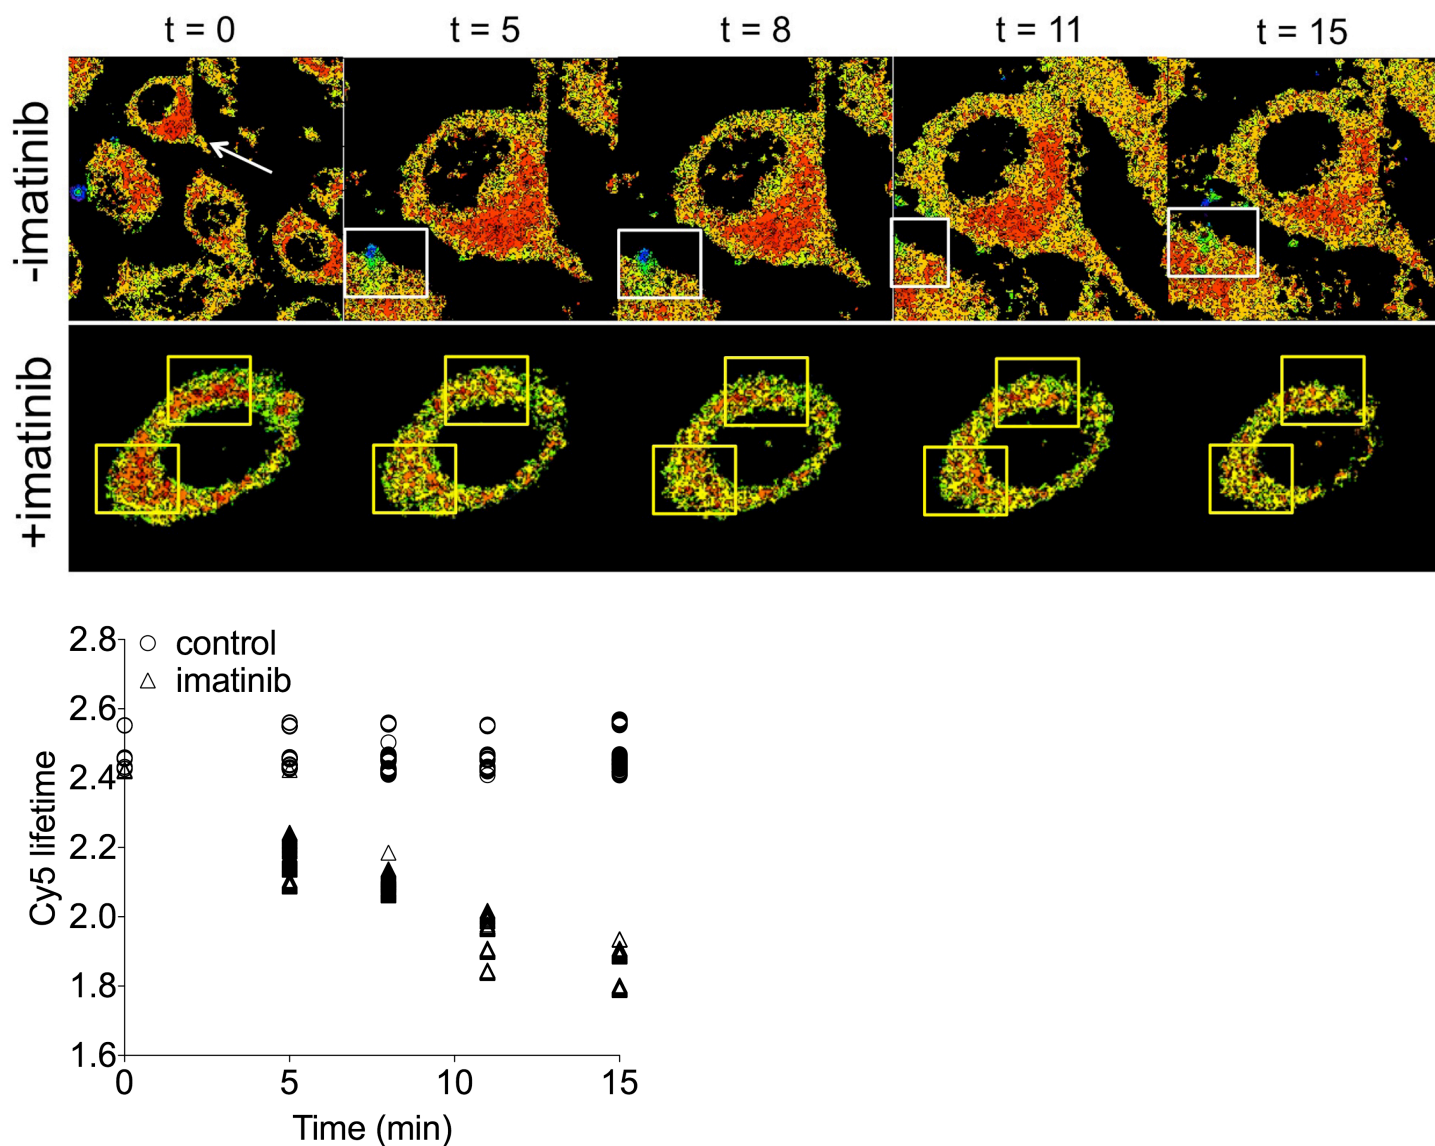 t = 0 t = 5 t = 8 t = 11 t = 15
-imatinib
+imatinib
2.8
2.6
2.4
2.2
2.0
1.8
1.6
control
imatinib
Cy5 lifetime
0 5 10 15
Time (min)